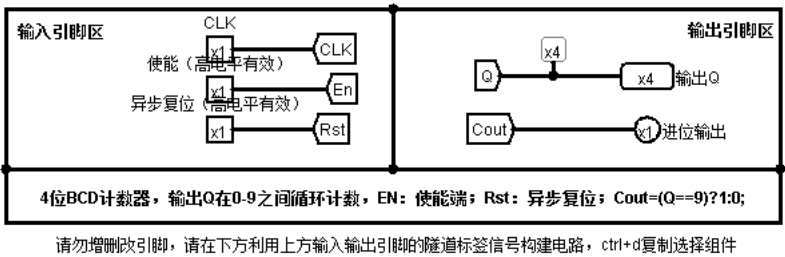 输入引脚区
CLK
x1
CLK
使能（高电平有效）
x1
En
异步复位（高电平有效）
x1
Rst
输出引脚区
x4
Q
x4
输出Q
Cout
x1
进位输出
4位BCD计数器，输出Q在0-9之间循环计数，EN：使能端；Rst：异步复位；Cout=(Q==9)?1:0;
请勿增删改引脚，请在下方利用上方输入输出引脚的隧道标签信号构建电路，ctrl+d复制选择组件